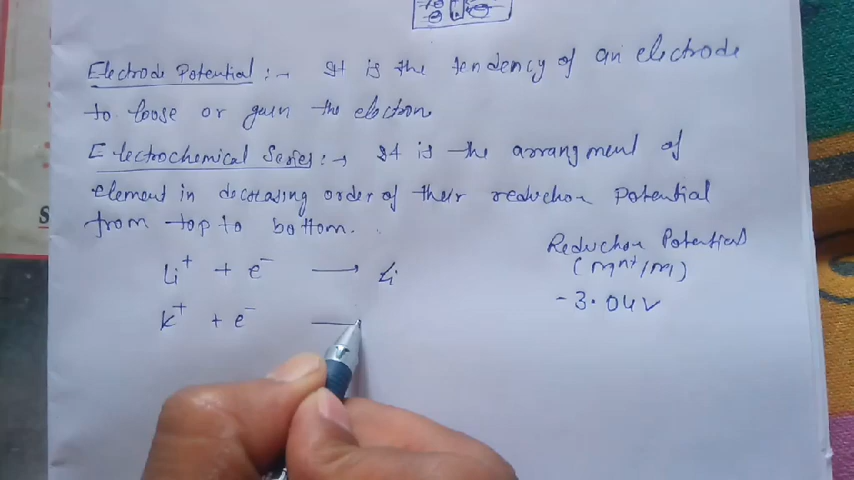 Electrode Potential :→ It is the tendency of an electrode
to loose or gain the electron.
Electrochemical Series :→ It is the arrangment of
element in decreasing order of their reduction Potential
from top to bottom.
Reduction Potential
(Mn+/M)
Li+ + e- → Li
-3.04 V
K+ + e- →